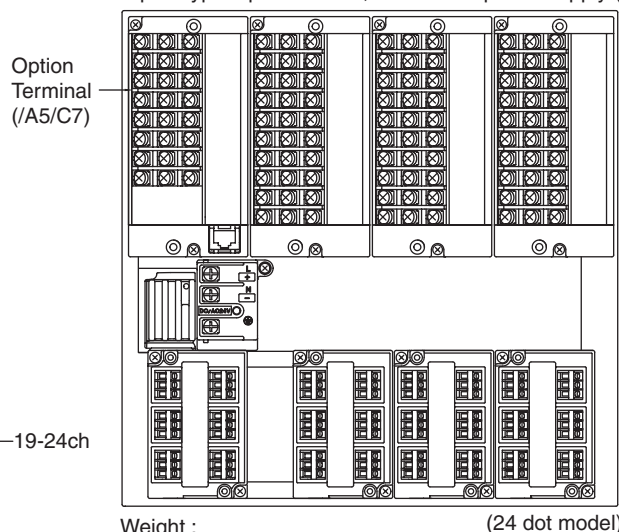 Option
Terminal
(/A5/C7)
L
+
N
−
DC/AC24V
19-24ch
Weight :
(24 dot model)